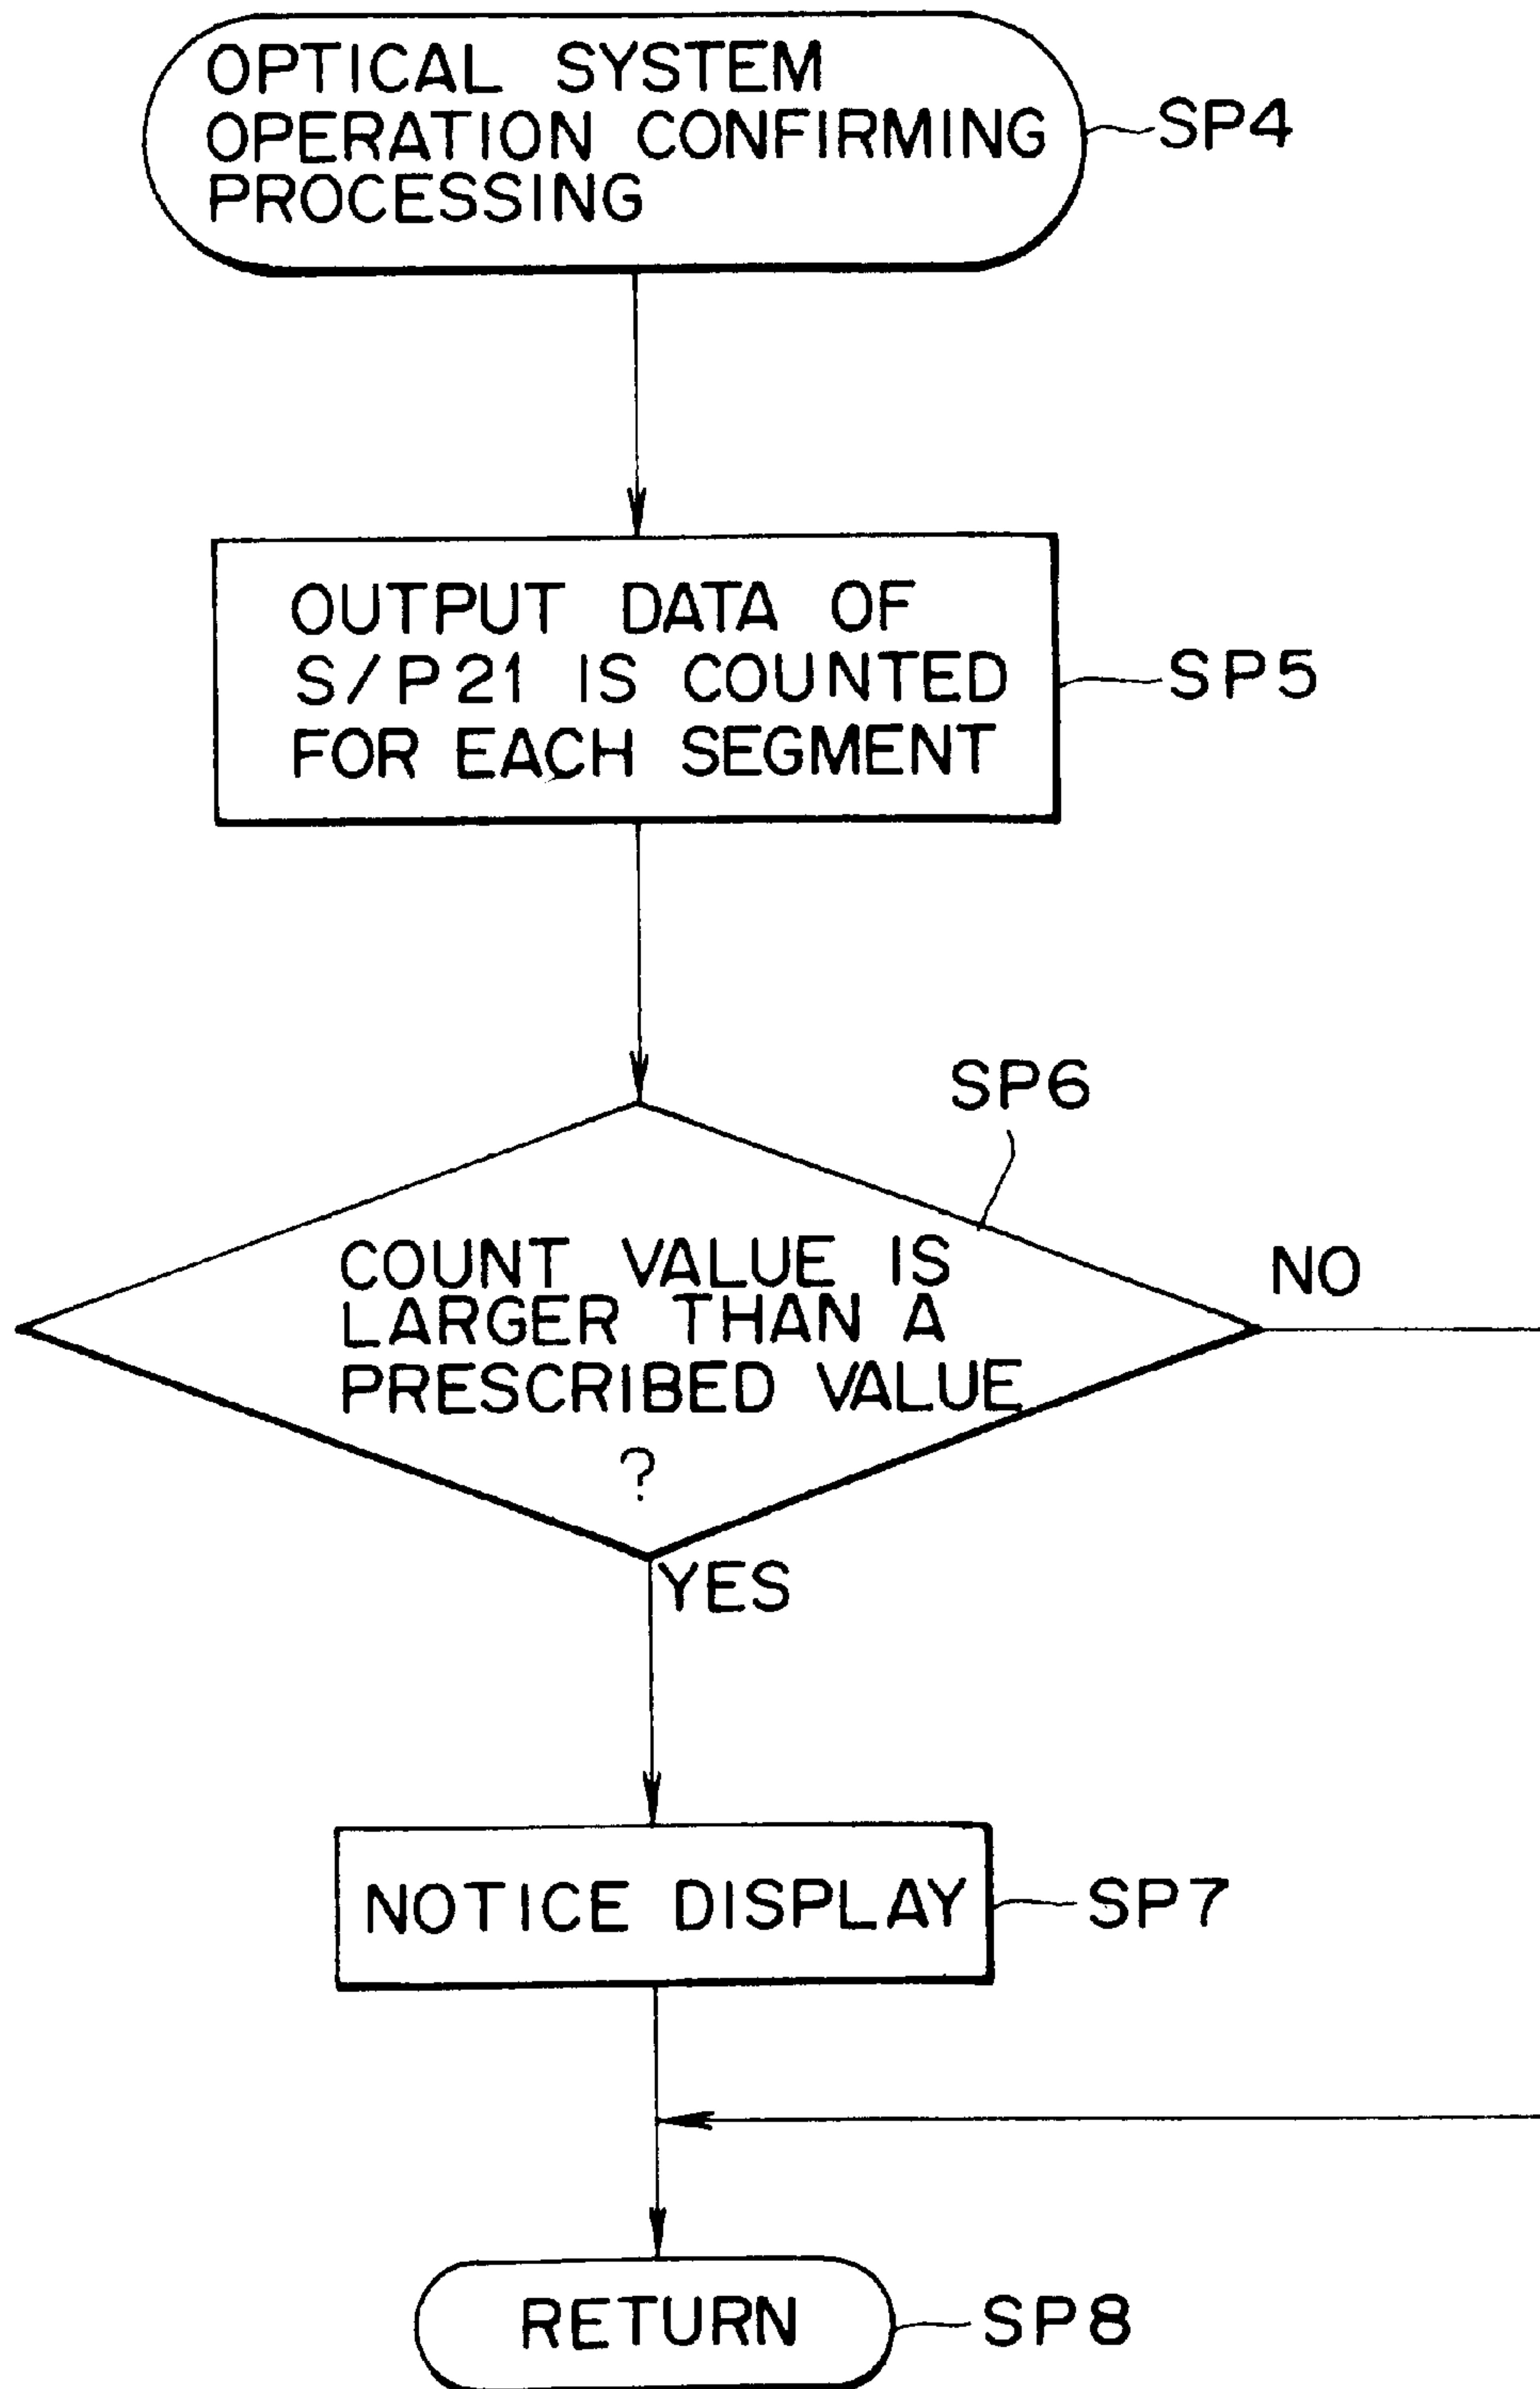 OPTICAL SYSTEM
OPERATION CONFIRMING
PROCESSING
SP4
OUTPUT DATA OF
S/P21 IS COUNTED
FOR EACH SEGMENT
SP5
SP6
COUNT VALUE IS
LARGER THAN A
PRESCRIBED VALUE
?
NO
YES
NOTICE DISPLAY
SP7
RETURN
SP8